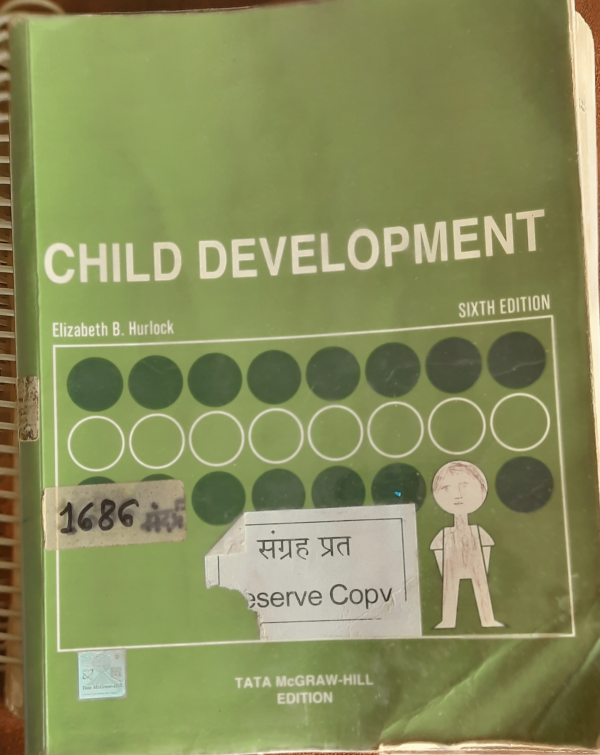 CHILD DEVELOPMENT
SIXTH EDITION
Elizabeth B. Hurlock
1686
संग्रह प्रत
eserve Copy
TATA McGRAW-HILL
EDITION